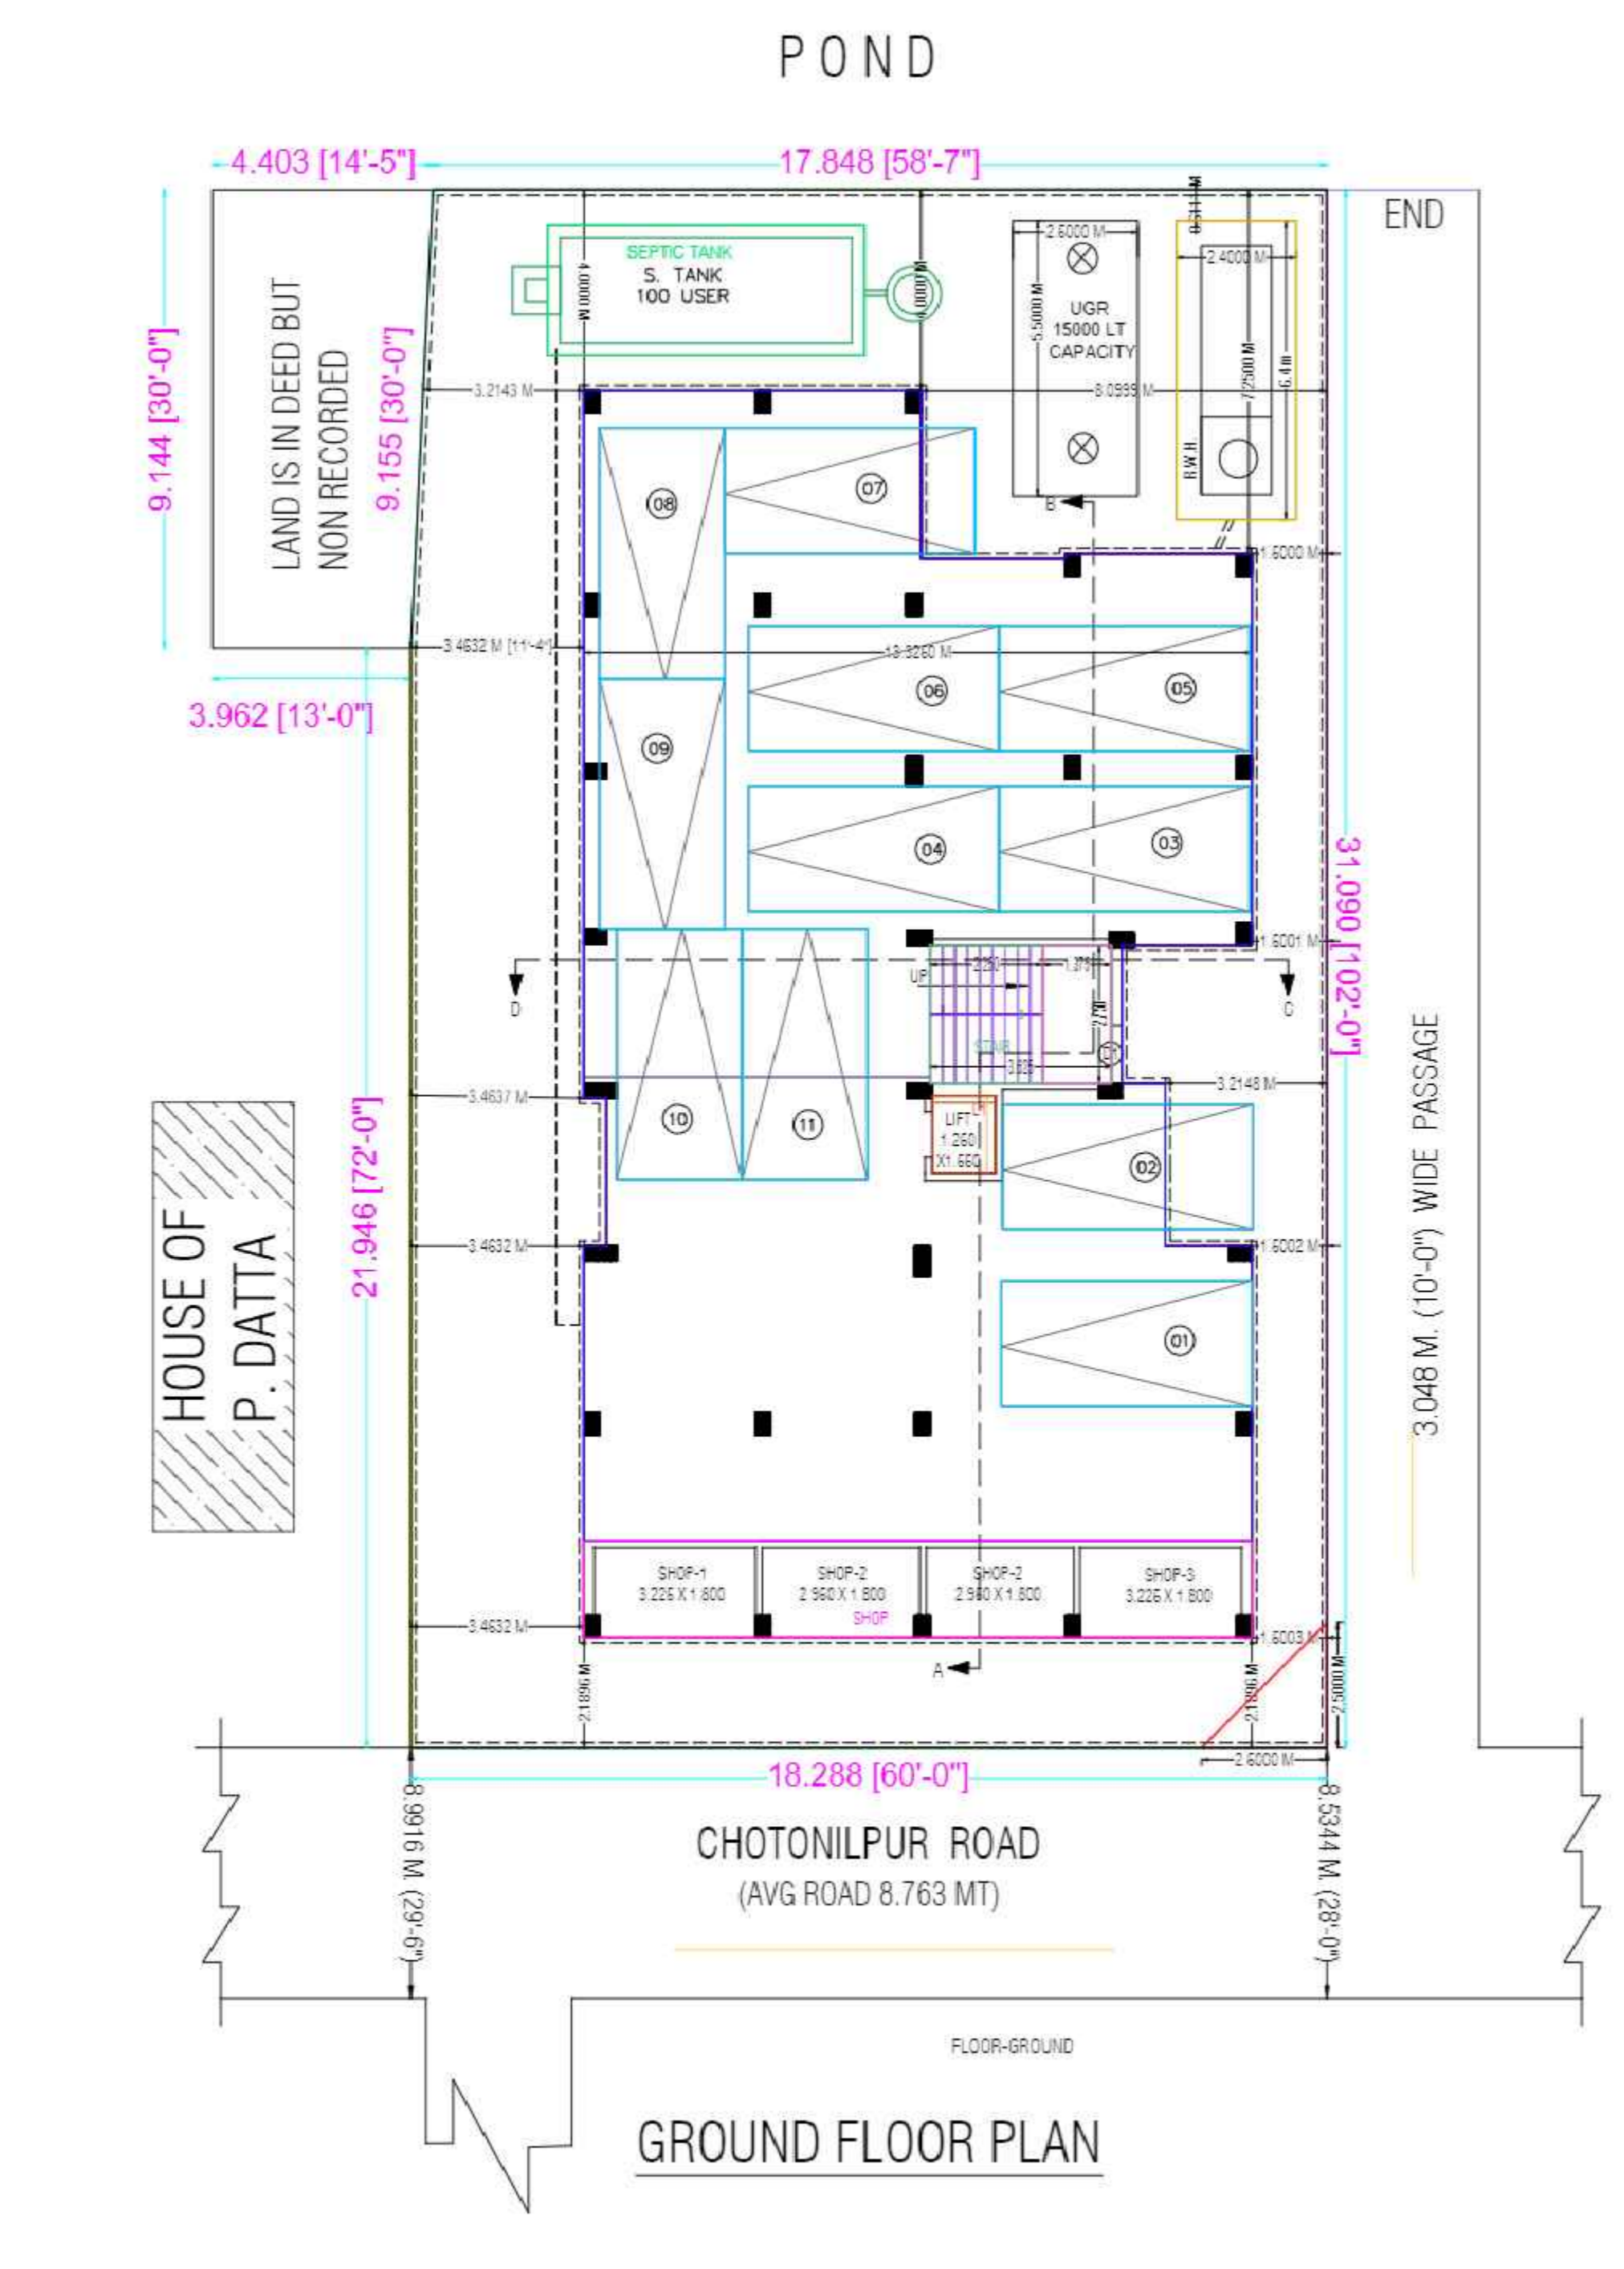 POND
4.403 [14'-5"]
17.848 [58'-7"]
END
9.144 [30'-0"]
LAND IS IN DEED BUT
NON RECORDED
9.155 [30'-0"]
SEPTIC TANK
S. TANK
100 USER
4.0000 M
2.6000 M
5.5000 M
UGR
15000 LT
CAPACITY
2.4000 M
7.2500 M
6.4m
R.W.H.
3.2143 M
8.0999 M
08
07
B
1.5000 M
3.4632 M [11'-4"]
13.3260 M
06
05
3.962 [13'-0"]
09
04
03
31.090 [102'-0"]
1.5001 M
D
UP
STAIR
C
3.048 M. (10'-0") WIDE PASSAGE
3.4637 M
3.2148 M
10
11
LIFT
1.260
X1.660
02
21.946 [72'-0"]
HOUSE OF
P. DATTA
3.4632 M
1.5002 M
01
SHOP-1
3.226 X 1.800
SHOP-2
2.960 X 1.800
SHOP
SHOP-2
2.960 X 1.800
SHOP-3
3.226 X 1.800
3.4632 M
1.5003 M
A
2.1896 M
2.1896 M
2.5000 M
18.288 [60'-0"]
8.9916 M. (29'-6")
CHOTONILPUR ROAD
(AVG ROAD 8.763 MT)
8.5344 M. (28'-0")
FLOOR-GROUND
GROUND FLOOR PLAN